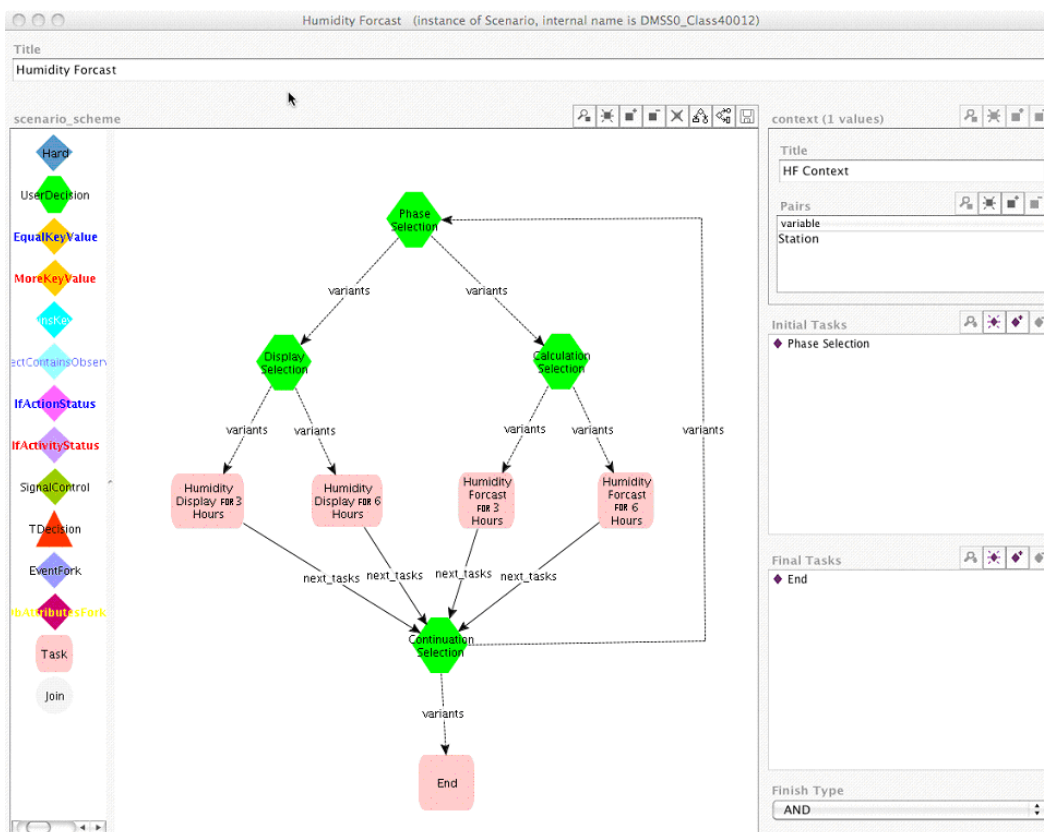 Humidity Forcast   (instance of Scenario, internal name is DMSS0_Class40012)
Title
Humidity Forcast
scenario_scheme
Hard
UserDecision
EqualKeyValue
MoreKeyValue
nsKey
ectContainsObserv
IfActionStatus
IfActivityStatus
SignalControl
TDecision
EventFork
bAttributesFork
Task
Join
Phase
Selection
variants
variants
Display
Selection
Calculation
Selection
variants
variants
variants
variants
variants
Humidity
Display FOR 3
Hours
Humidity
Display FOR 6
Hours
Humidity
Forcast
FOR 3
Hours
Humidity
Forcast
FOR 6
Hours
next_tasks
next_tasks
next_tasks
next_tasks
Continuation
Selection
variants
End
context (1 values)
Title
HF Context
Pairs
variable
Station
Initial Tasks
Phase Selection
Final Tasks
End
Finish Type
AND